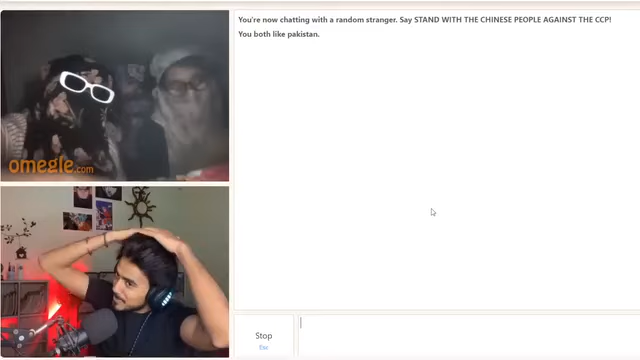 You're now chatting with a random stranger. Say STAND WITH THE CHINESE PEOPLE AGAINST THE CCP!
You both like pakistan.
omegle.com
Stop
Esc